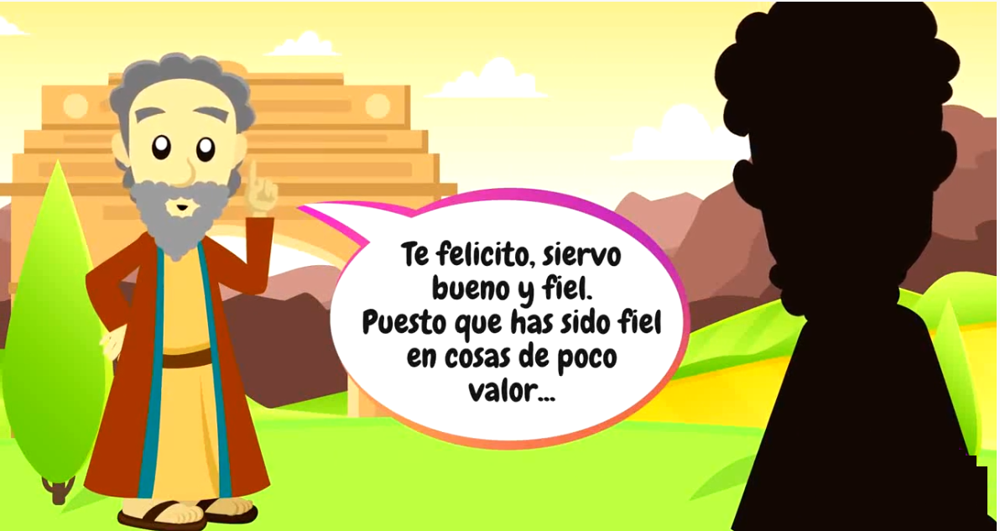 Te felicito, siervo
bueno y fiel.
Puesto que has sido fiel
en cosas de poco
valor...